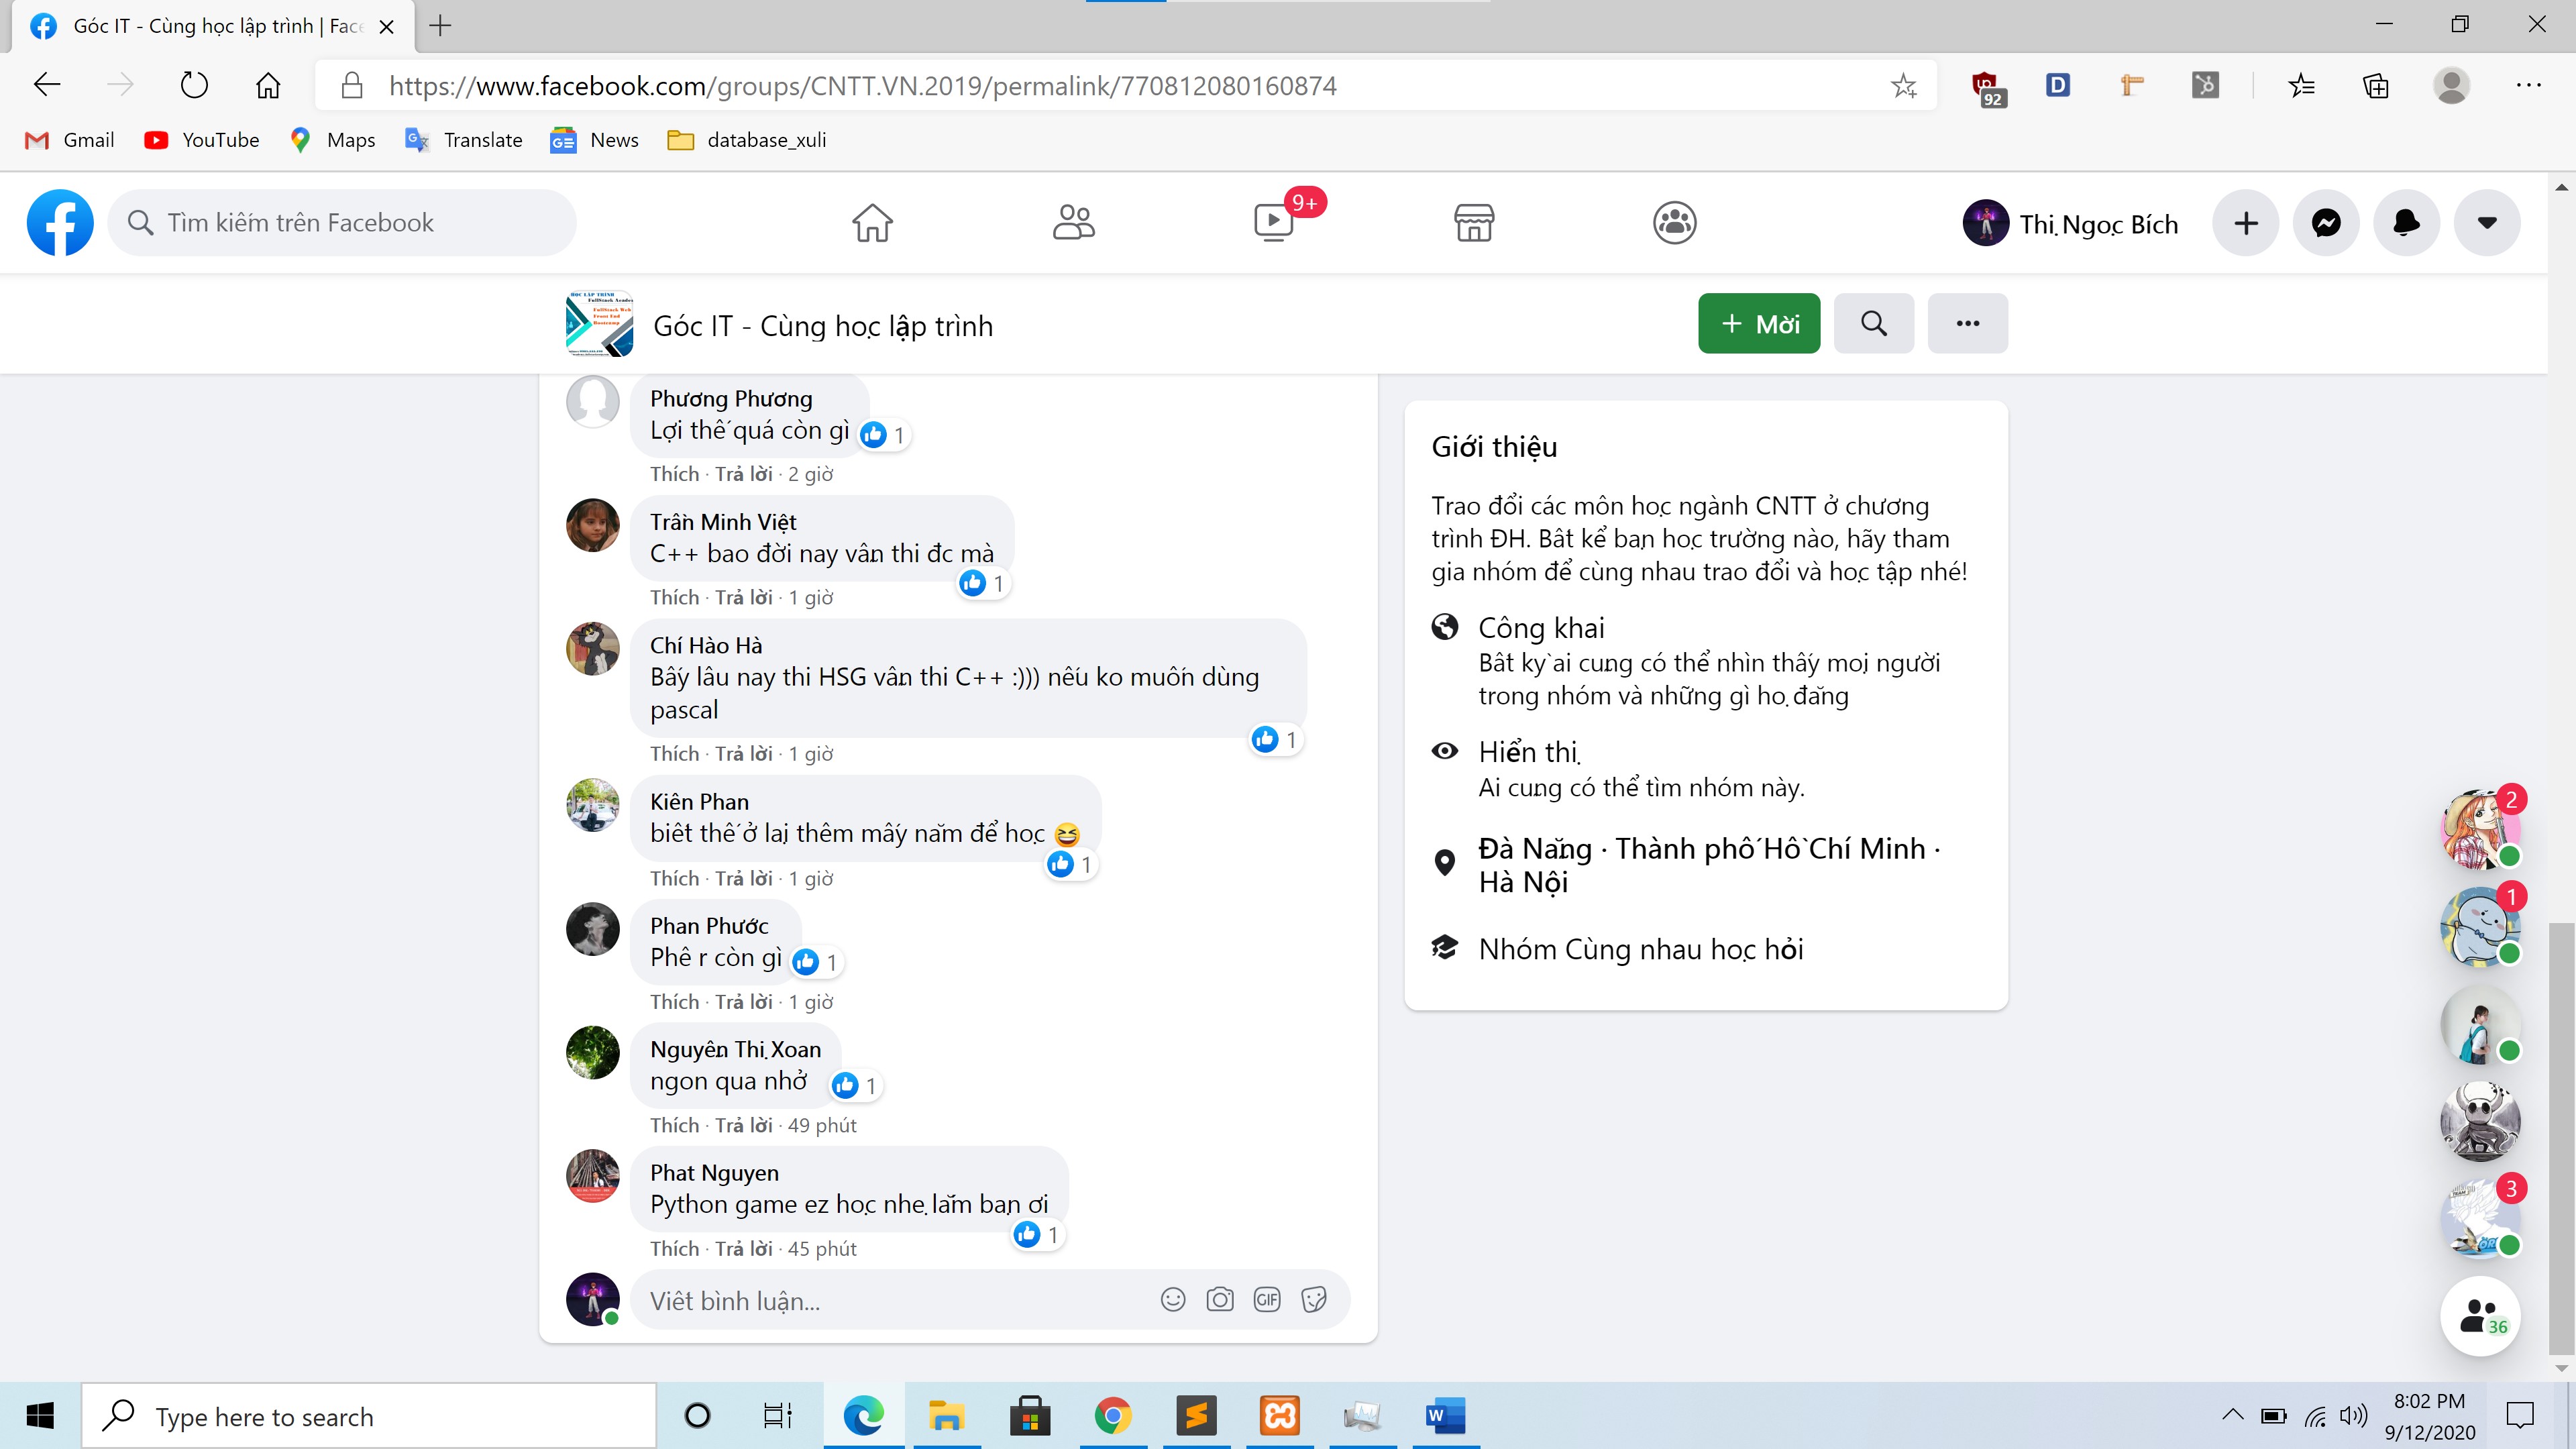 Góc IT - Cùng học lập trình | Face
https://www.facebook.com/groups/CNTT.VN.2019/permalink/770812080160874
92
D
Gmail
YouTube
Maps
Translate
News
database_xuli
Tìm kiếm trên Facebook
9+
Thị Ngọc Bích
HỌC LẬP TRÌNH
Góc IT - Cùng học lập trình
+ Mời
Phương Phương
Lợi thế quá còn gì
1
Thích · Trả lời · 2 giờ
Trần Minh Việt
C++ bao đời nay vẫn thi đc mà
1
Thích · Trả lời · 1 giờ
Chí Hào Hà
Bấy lâu nay thi HSG vẫn thi C++ :))) nếu ko muốn dùng
pascal
1
Thích · Trả lời · 1 giờ
Kiên Phan
biết thế ở lại thêm mấy năm để học 😆
1
Thích · Trả lời · 1 giờ
Phan Phước
Phê r còn gì
1
Thích · Trả lời · 1 giờ
Nguyễn Thị Xoan
ngon qua nhở
1
Thích · Trả lời · 49 phút
Phat Nguyen
Python game ez học nhẹ lắm bạn ơi
1
Thích · Trả lời · 45 phút
Viết bình luận...
GIF
Giới thiệu
Trao đổi các môn học ngành CNTT ở chương
trình ĐH. Bất kể bạn học trường nào, hãy tham
gia nhóm để cùng nhau trao đổi và học tập nhé!
Công khai
Bất kỳ ai cũng có thể nhìn thấy mọi người
trong nhóm và những gì họ đăng
Hiển thị
Ai cũng có thể tìm nhóm này.
Đà Nẵng · Thành phố Hồ Chí Minh ·
Hà Nội
Nhóm Cùng nhau học hỏi
2
1
3
36
Type here to search
8:02 PM
9/12/2020